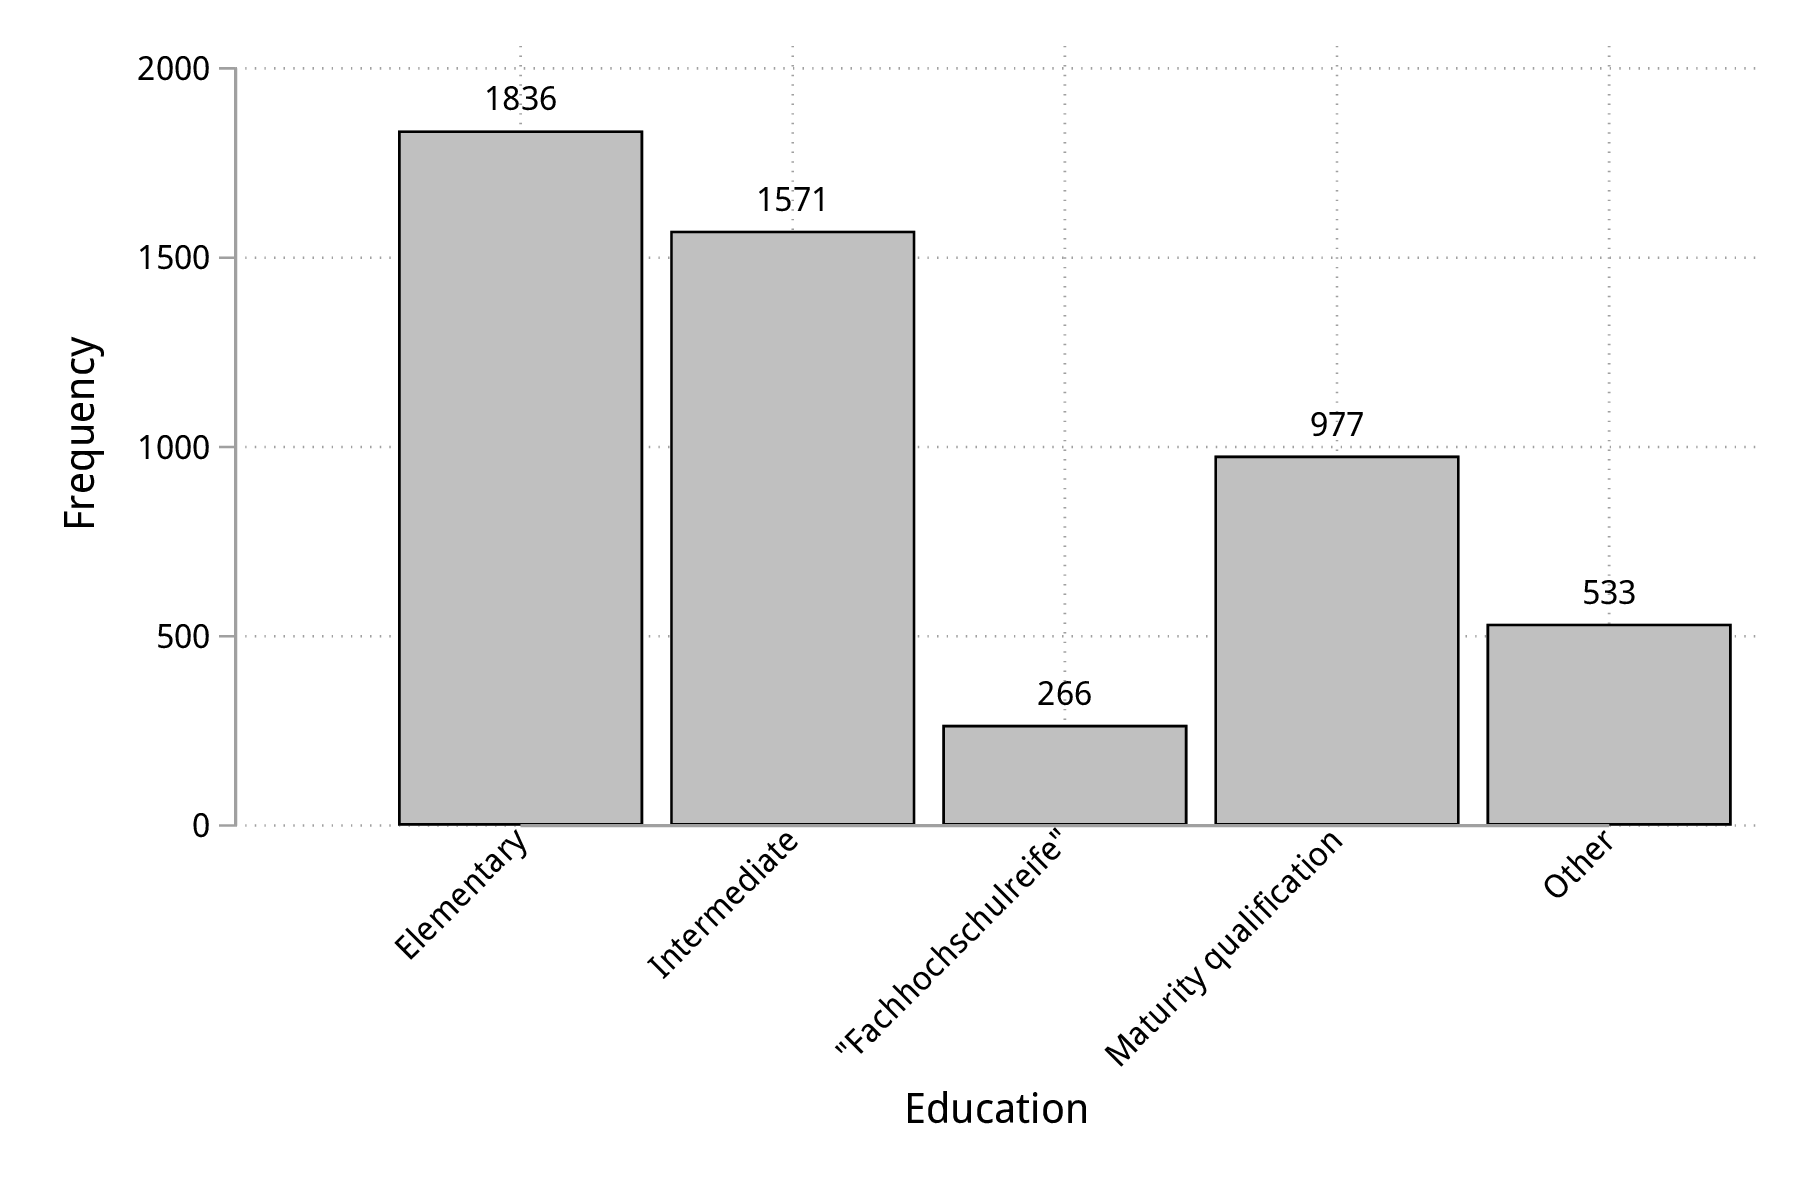 2000
1500
1000
500
0
Frequency
1836
1571
266
977
533
Elementary
Intermediate
"Fachhochschulreife"
Maturity qualification
Other
Education